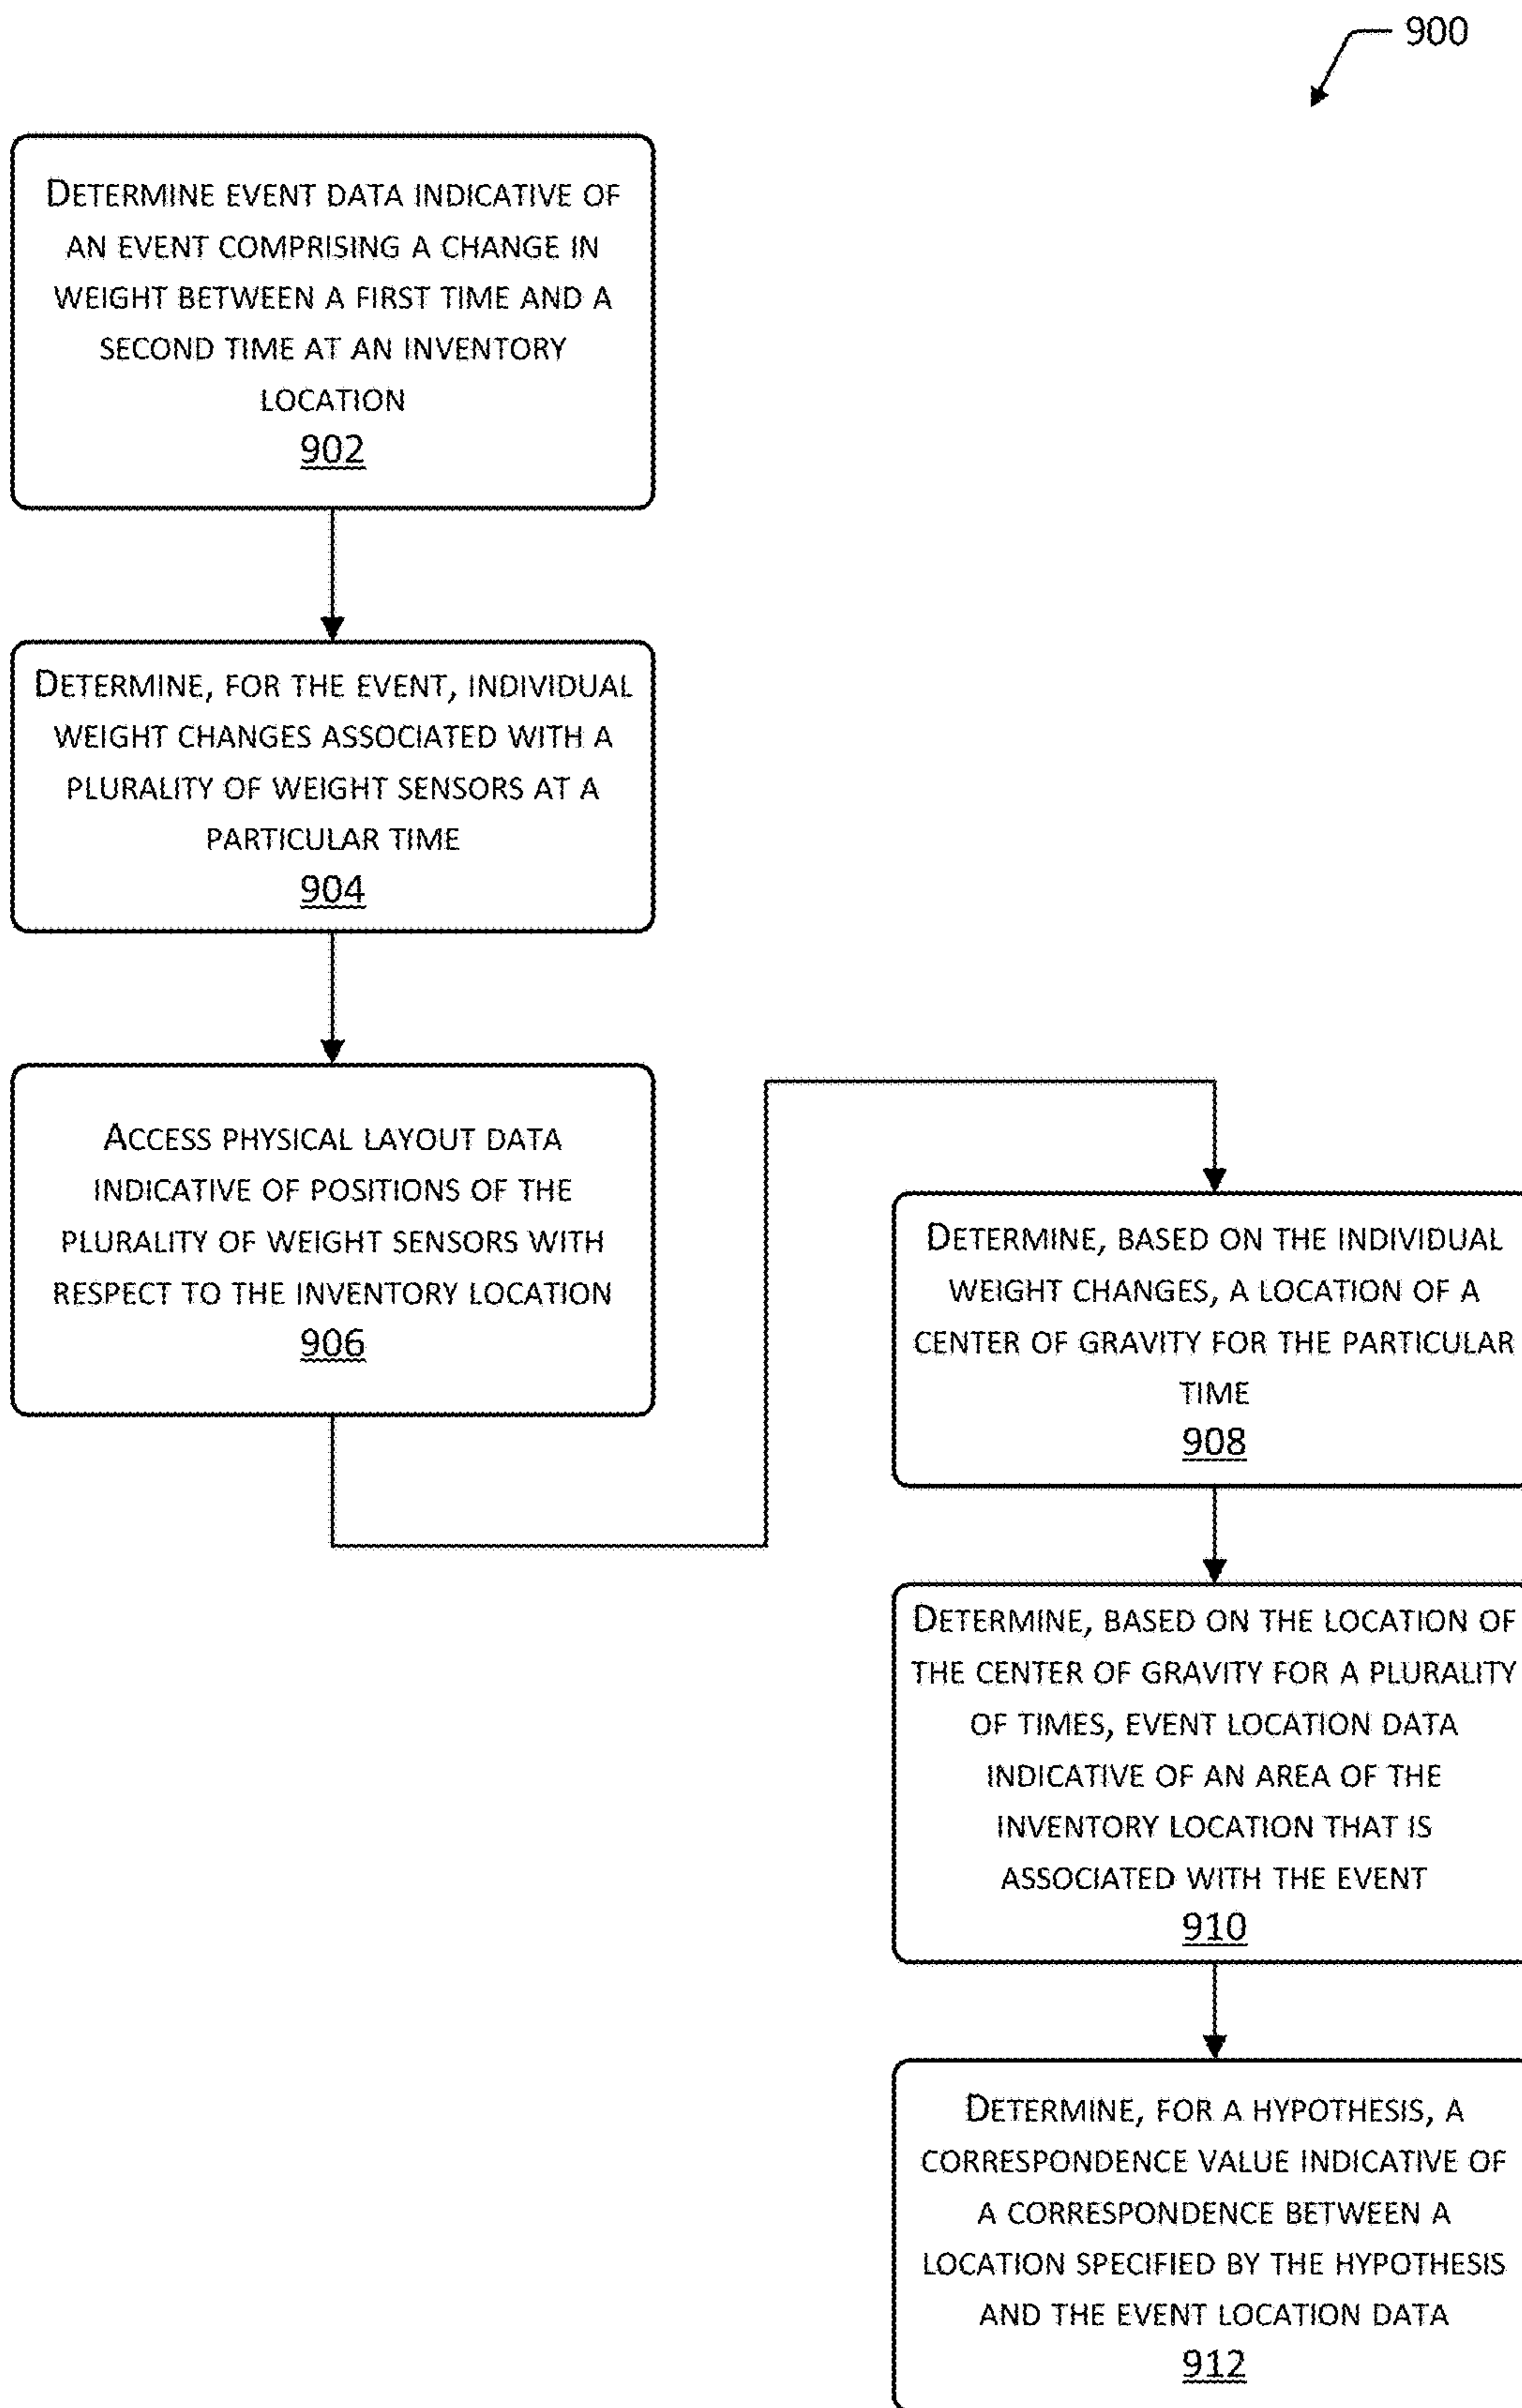 900
DETERMINE EVENT DATA INDICATIVE OF
AN EVENT COMPRISING A CHANGE IN
WEIGHT BETWEEN A FIRST TIME AND A
SECOND TIME AT AN INVENTORY
LOCATION
902
DETERMINE, FOR THE EVENT, INDIVIDUAL
WEIGHT CHANGES ASSOCIATED WITH A
PLURALITY OF WEIGHT SENSORS AT A
PARTICULAR TIME
904
ACCESS PHYSICAL LAYOUT DATA
INDICATIVE OF POSITIONS OF THE
PLURALITY OF WEIGHT SENSORS WITH
RESPECT TO THE INVENTORY LOCATION
906
DETERMINE, BASED ON THE INDIVIDUAL
WEIGHT CHANGES, A LOCATION OF A
CENTER OF GRAVITY FOR THE PARTICULAR
TIME
908
DETERMINE, BASED ON THE LOCATION OF
THE CENTER OF GRAVITY FOR A PLURALITY
OF TIMES, EVENT LOCATION DATA
INDICATIVE OF AN AREA OF THE
INVENTORY LOCATION THAT IS
ASSOCIATED WITH THE EVENT
910
DETERMINE, FOR A HYPOTHESIS, A
CORRESPONDENCE VALUE INDICATIVE OF
A CORRESPONDENCE BETWEEN A
LOCATION SPECIFIED BY THE HYPOTHESIS
AND THE EVENT LOCATION DATA
912